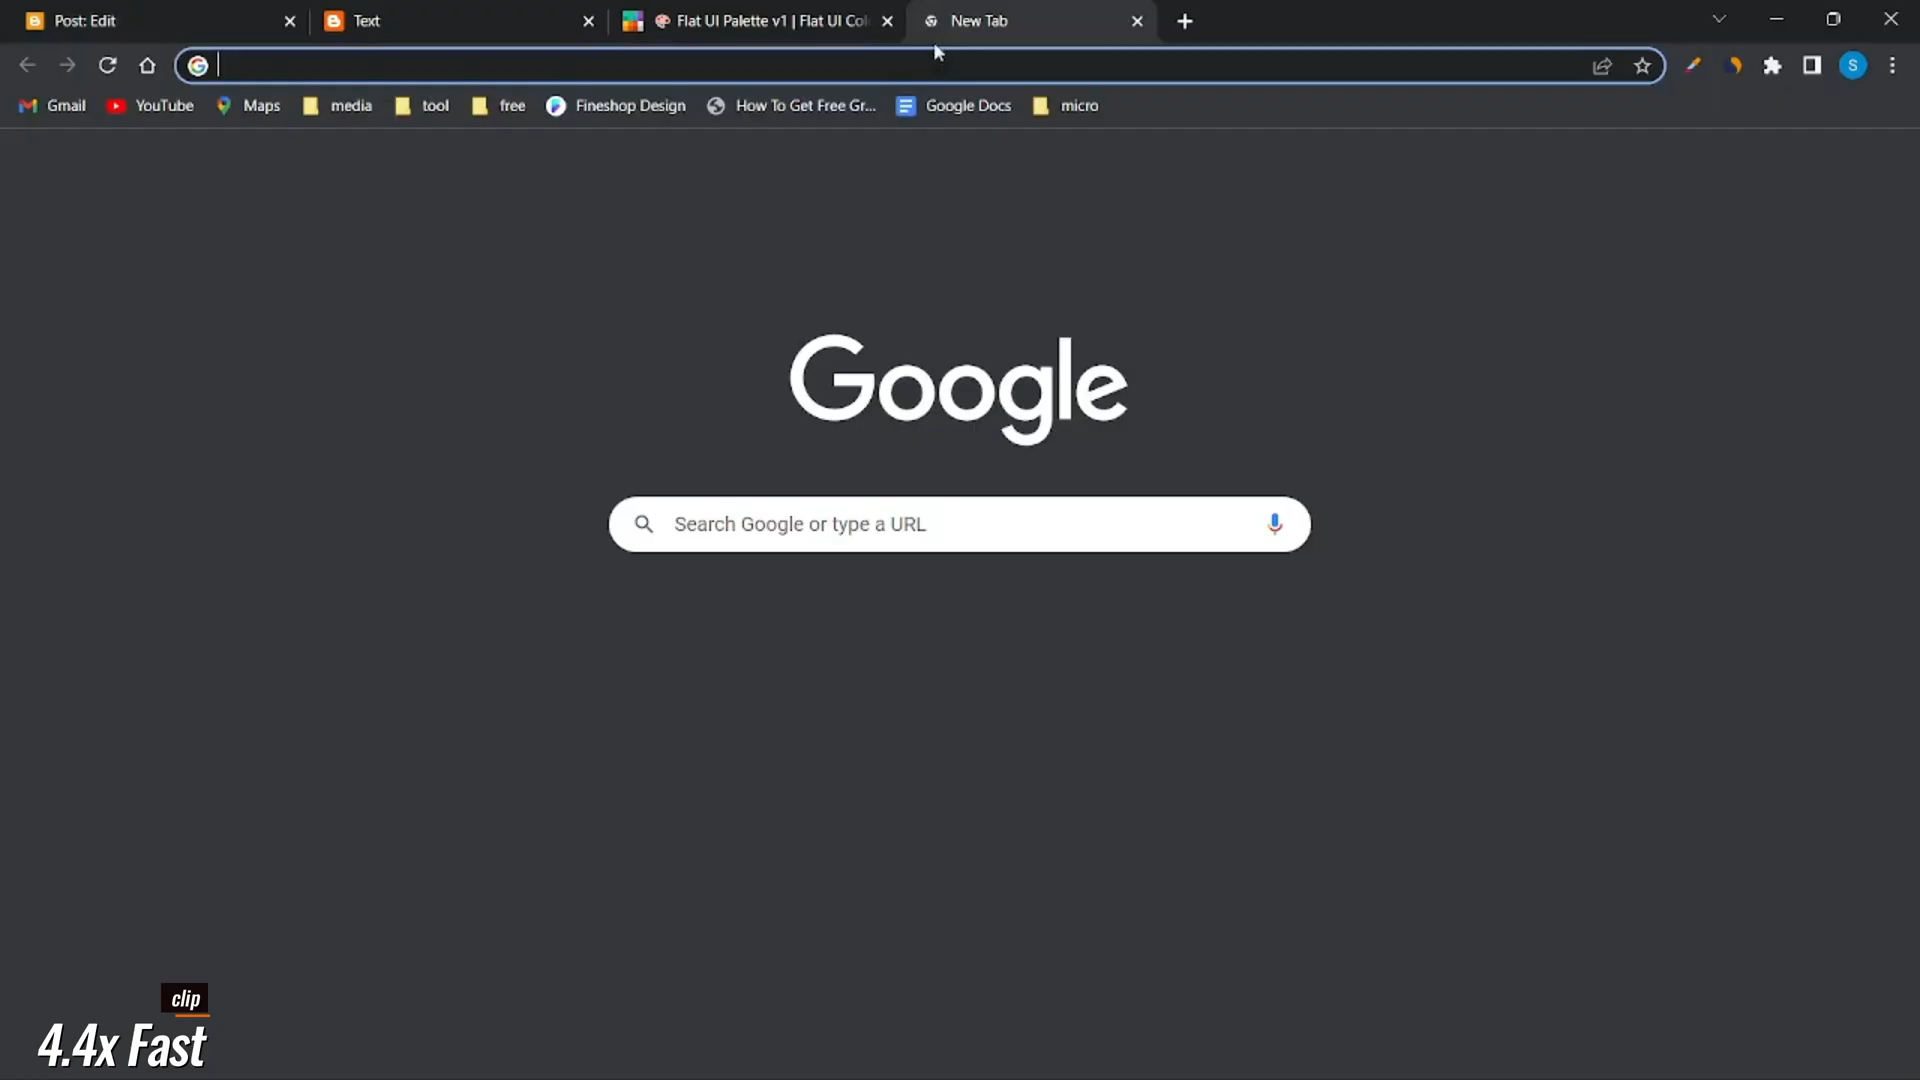 Post: Edit
Text
Flat UI Palette v1 | Flat UI Col
New Tab
S
Gmail
YouTube
Maps
media
tool
free
Fineshop Design
How To Get Free Gr...
Google Docs
micro
Google
Search Google or type a URL
clip
4.4x Fast